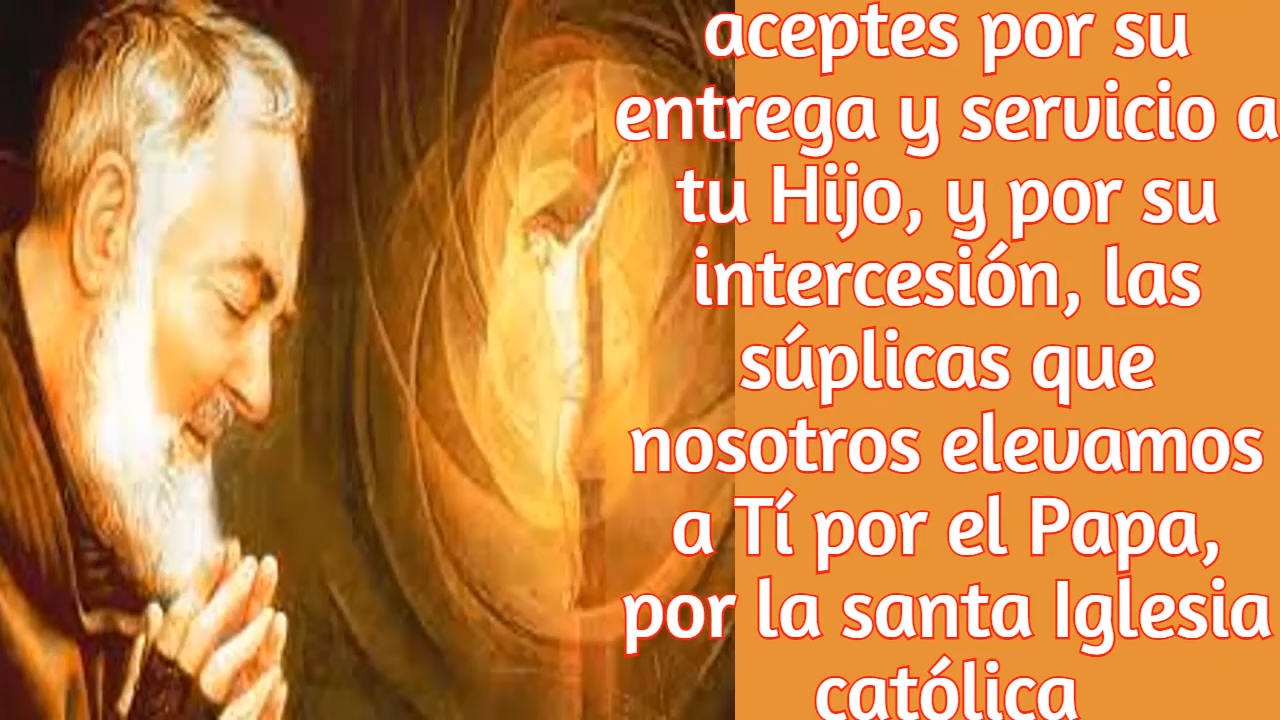 aceptes por su
entrega y servicio a
tu Hijo, y por su
intercesión, las
súplicas que
nosotros elevamos
a Tí por el Papa,
por la santa Iglesia
católica